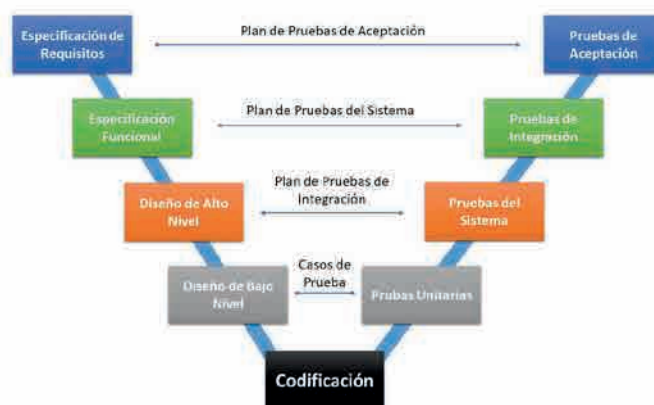 Especificación de
Requisitos
Plan de Pruebas de Aceptación
Pruebas de
Aceptación
Especificación
Funcional
Plan de Pruebas del Sistema
Pruebas de
Integración
Diseño de Alto
Nivel
Plan de Pruebas de
Integración
Pruebas del
Sistema
Diseño de Bajo
Nivel
Casos de
Prueba
Prubas Unitarias
Codificación